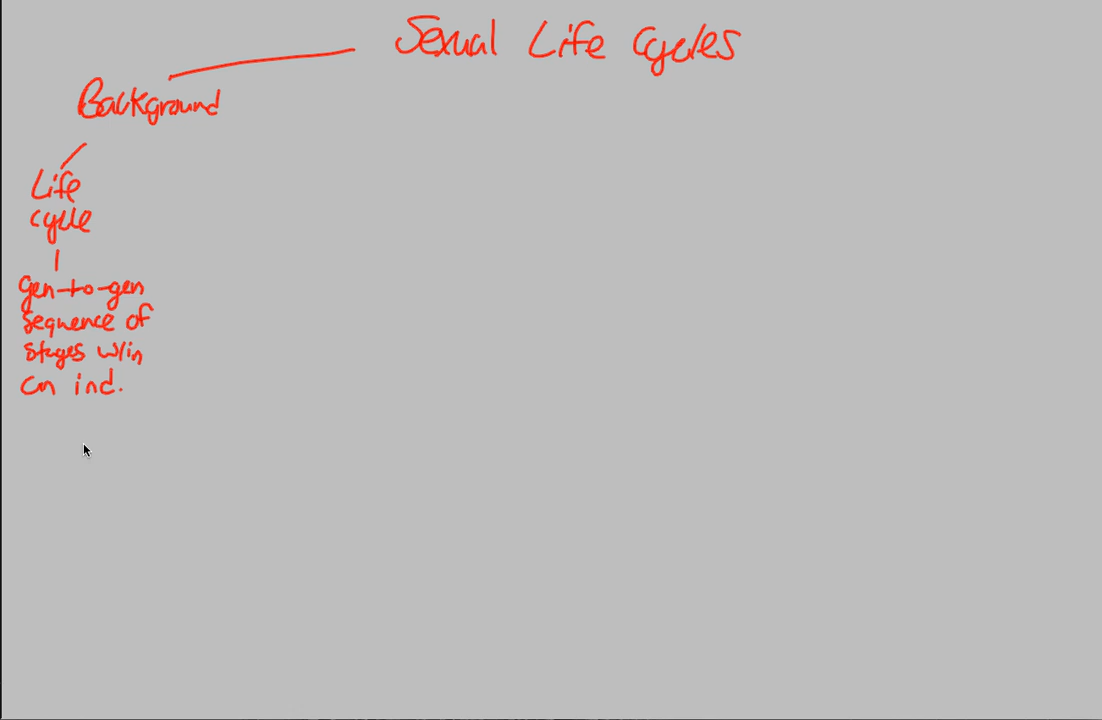 Sexual Life Cycles
Background
Life
cycle
gen-to-gen
sequence of
stages w/in
an ind.